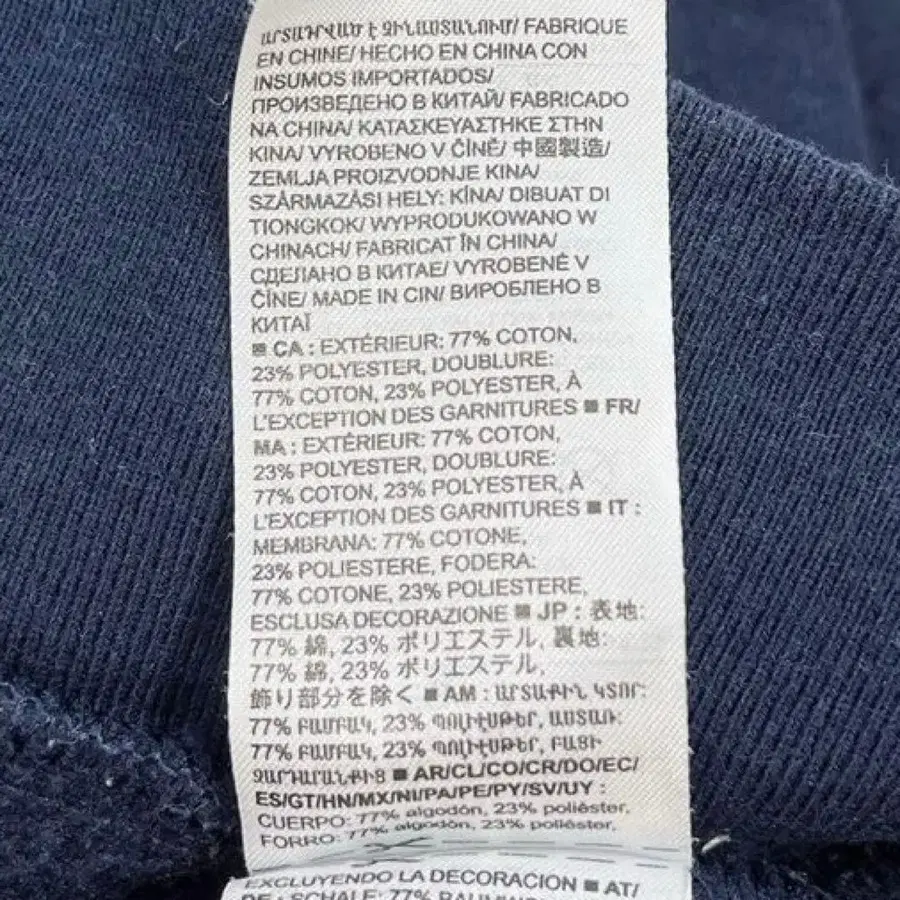 ԱՐՏԱԴՐՎԱԾ Է ՉԻՆԱՍՏԱՆՈՒՄ/ FABRIQUE
EN CHINE/ HECHO EN CHINA CON
INSUMOS IMPORTADOS/
ПРОИЗВЕДЕНО В КИТАЙ/ FABRICADO
NA CHINA/ ΚΑΤΑΣΚΕΥΑΣΤΗΚΕ ΣΤΗΝ
ΚΙΝΑ/ VYROBENO V ČÍNĚ/ 中國製造/
ZEMLJA PROIZVODNJE KINA/
SZÁRMAZÁSI HELY: KÍNA/ DIBUAT DI
TIONGKOK/ WYPRODUKOWANO W
CHINACH/ FABRICAT ÎN CHINA/
СДЕЛАНО В КИТАЕ/ VYROBENÉ V
ČÍNE/ MADE IN CIN/ ВИРОБЛЕНО В
КИТАЇ
■ CA : EXTÉRIEUR: 77% COTON,
23% POLYESTER, DOUBLURE:
77% COTON, 23% POLYESTER, À
L'EXCEPTION DES GARNITURES ■ FR/
MA : EXTÉRIEUR: 77% COTON,
23% POLYESTER, DOUBLURE:
77% COTON, 23% POLYESTER, À
L'EXCEPTION DES GARNITURES ■ IT :
MEMBRANA: 77% COTONE,
23% POLIESTERE, FODERA:
77% COTONE, 23% POLIESTERE,
ESCLUSA DECORAZIONE ■ JP : 表地:
77% 綿, 23% ポリエステル, 裏地:
77% 綿, 23% ポリエステル,
飾り部分を除く ■ AM : ԱՐՏԱՔԻՆ ԿՏՈՐ:
77% ԲԱՄԲԱԿ, 23% ՊՈԼԻԷՍԹԵՐ, ԱՍՏԱՌ:
77% ԲԱՄԲԱԿ, 23% ՊՈԼԻԷՍԹԵՐ, ԲԱՑԻ
ԶԱՐԴԱՐԱՆՔԻՑ ■ AR/CL/CO/CR/DO/EC/
ES/GT/HN/MX/NI/PA/PE/PY/SV/UY :
CUERPO: 77% algodón, 23% poliéster,
FORRO: 77% algodón, 23% poliéster,
EXCLUYENDO LA DECORACION ■ AT/
DE : SCHALE: 77% BAUMWOLLE